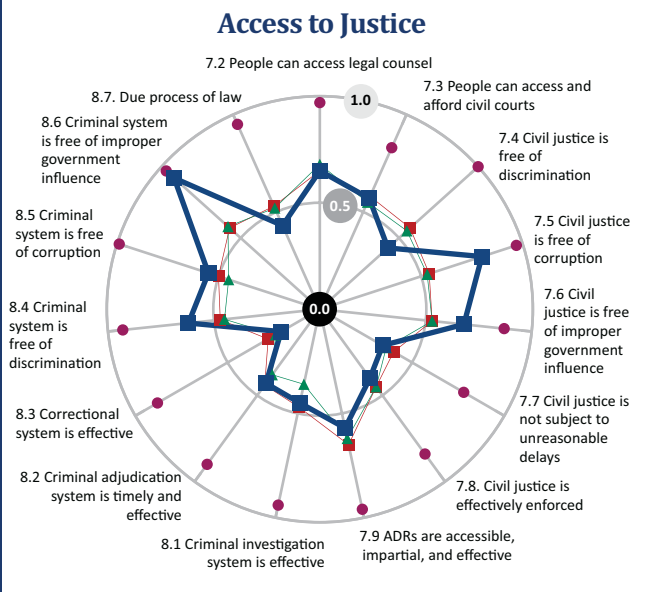 Access to Justice
7.2 People can access legal counsel
7.3 People can access and
afford civil courts
7.4 Civil justice is
free of
discrimination
7.5 Civil justice
is free of
corruption
7.6 Civil
justice is free
of improper
government
influence
7.7 Civil justice is
not subject to
unreasonable
delays
7.8. Civil justice is
effectively enforced
7.9 ADRs are accessible,
impartial, and effective
8.1 Criminal investigation
system is effective
8.2 Criminal adjudication
system is timely and
effective
8.3 Correctional
system is effective
8.4 Criminal
system is
free of
discrimination
8.5 Criminal
system is free
of corruption
8.6 Criminal system
is free of improper
government
influence
8.7. Due process of law
1.0
0.5
0.0